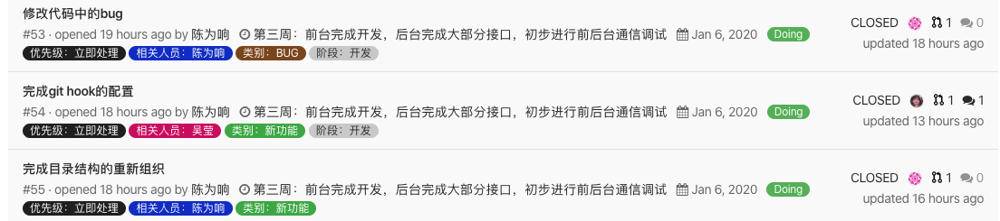 修改代码中的bug
CLOSED 1 0
#53 · opened 19 hours ago by 陈为响 第三周：前台完成开发，后台完成大部分接口，初步进行前后台通信调试 Jan 6, 2020 Doing
updated 18 hours ago
优先级：立即处理 相关人员：陈为响 类别：BUG 阶段：开发
完成git hook的配置
CLOSED 1 1
#54 · opened 18 hours ago by 陈为响 第三周：前台完成开发，后台完成大部分接口，初步进行前后台通信调试 Jan 6, 2020 Doing
updated 13 hours ago
优先级：立即处理 相关人员：吴莹 类别：新功能 阶段：开发
完成目录结构的重新组织
CLOSED 1 0
#55 · opened 18 hours ago by 陈为响 第三周：前台完成开发，后台完成大部分接口，初步进行前后台通信调试 Jan 6, 2020 Doing
updated 16 hours ago
优先级：立即处理 相关人员：陈为响 类别：新功能